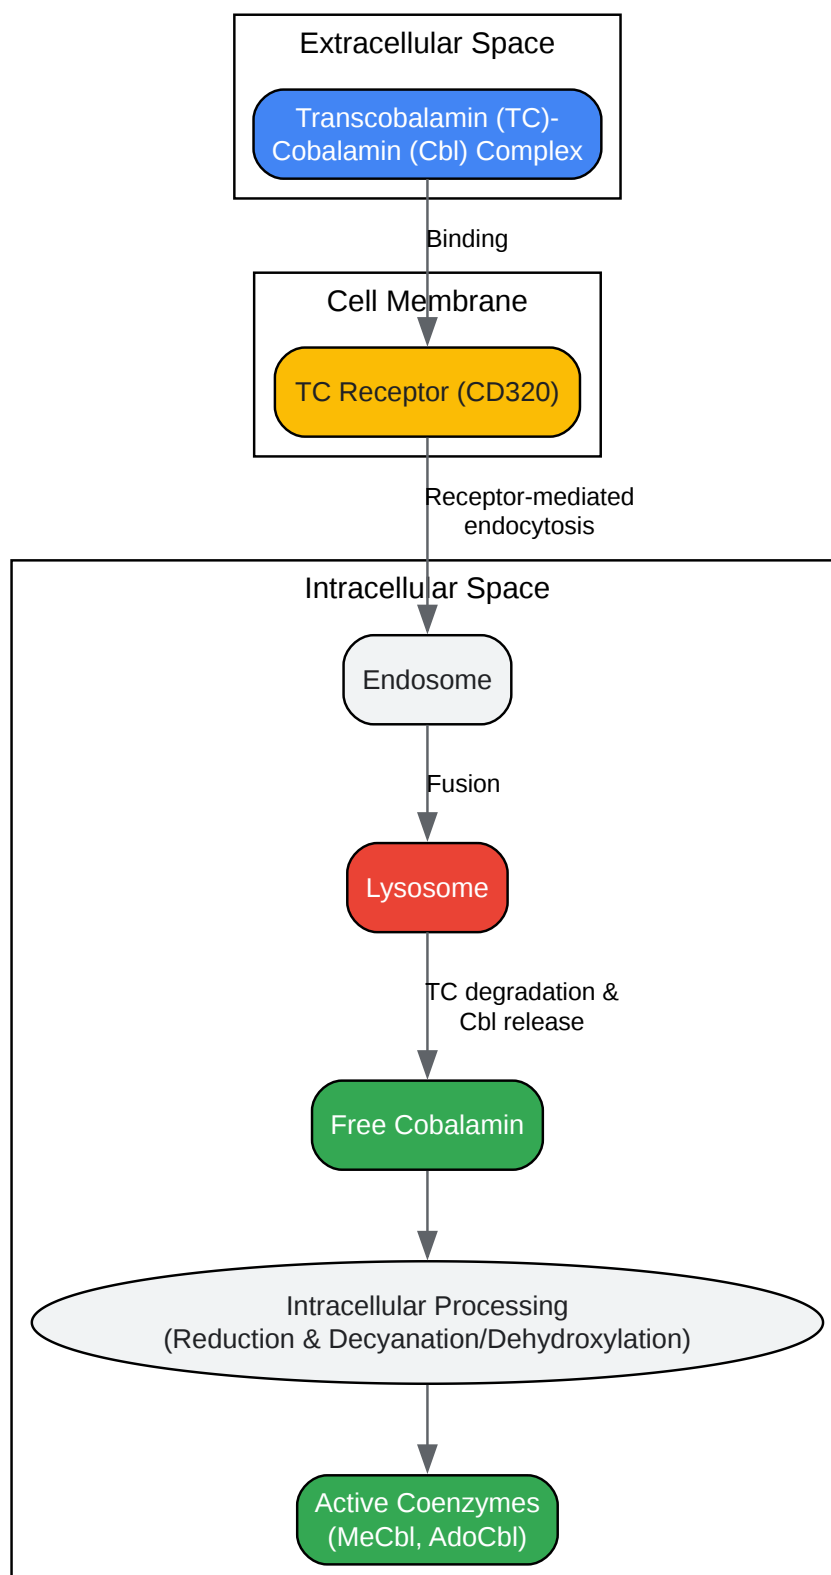 Extracellular Space
Transcobalamin (TC)-
Cobalamin (Cbl) Complex
Binding
Cell Membrane
TC Receptor (CD320)
Receptor-mediated
endocytosis
Intracellular Space
Endosome
Fusion
Lysosome
TC degradation &
Cbl release
Free Cobalamin
Intracellular Processing
(Reduction & Decyanation/Dehydroxylation)
Active Coenzymes
(MeCbl, AdoCbl)